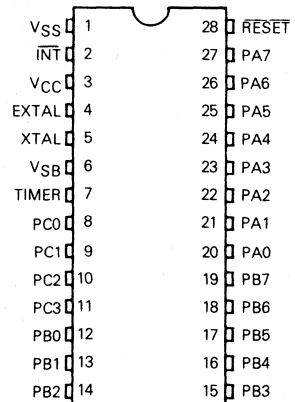 VSS 1 28 RESET
INT 2 27 PA7
VCC 3 26 PA6
EXTAL 4 25 PA5
XTAL 5 24 PA4
VSB 6 23 PA3
TIMER 7 22 PA2
PC0 8 21 PA1
PC1 9 20 PA0
PC2 10 19 PB7
PC3 11 18 PB6
PB0 12 17 PB5
PB1 13 16 PB4
PB2 14 15 PB3